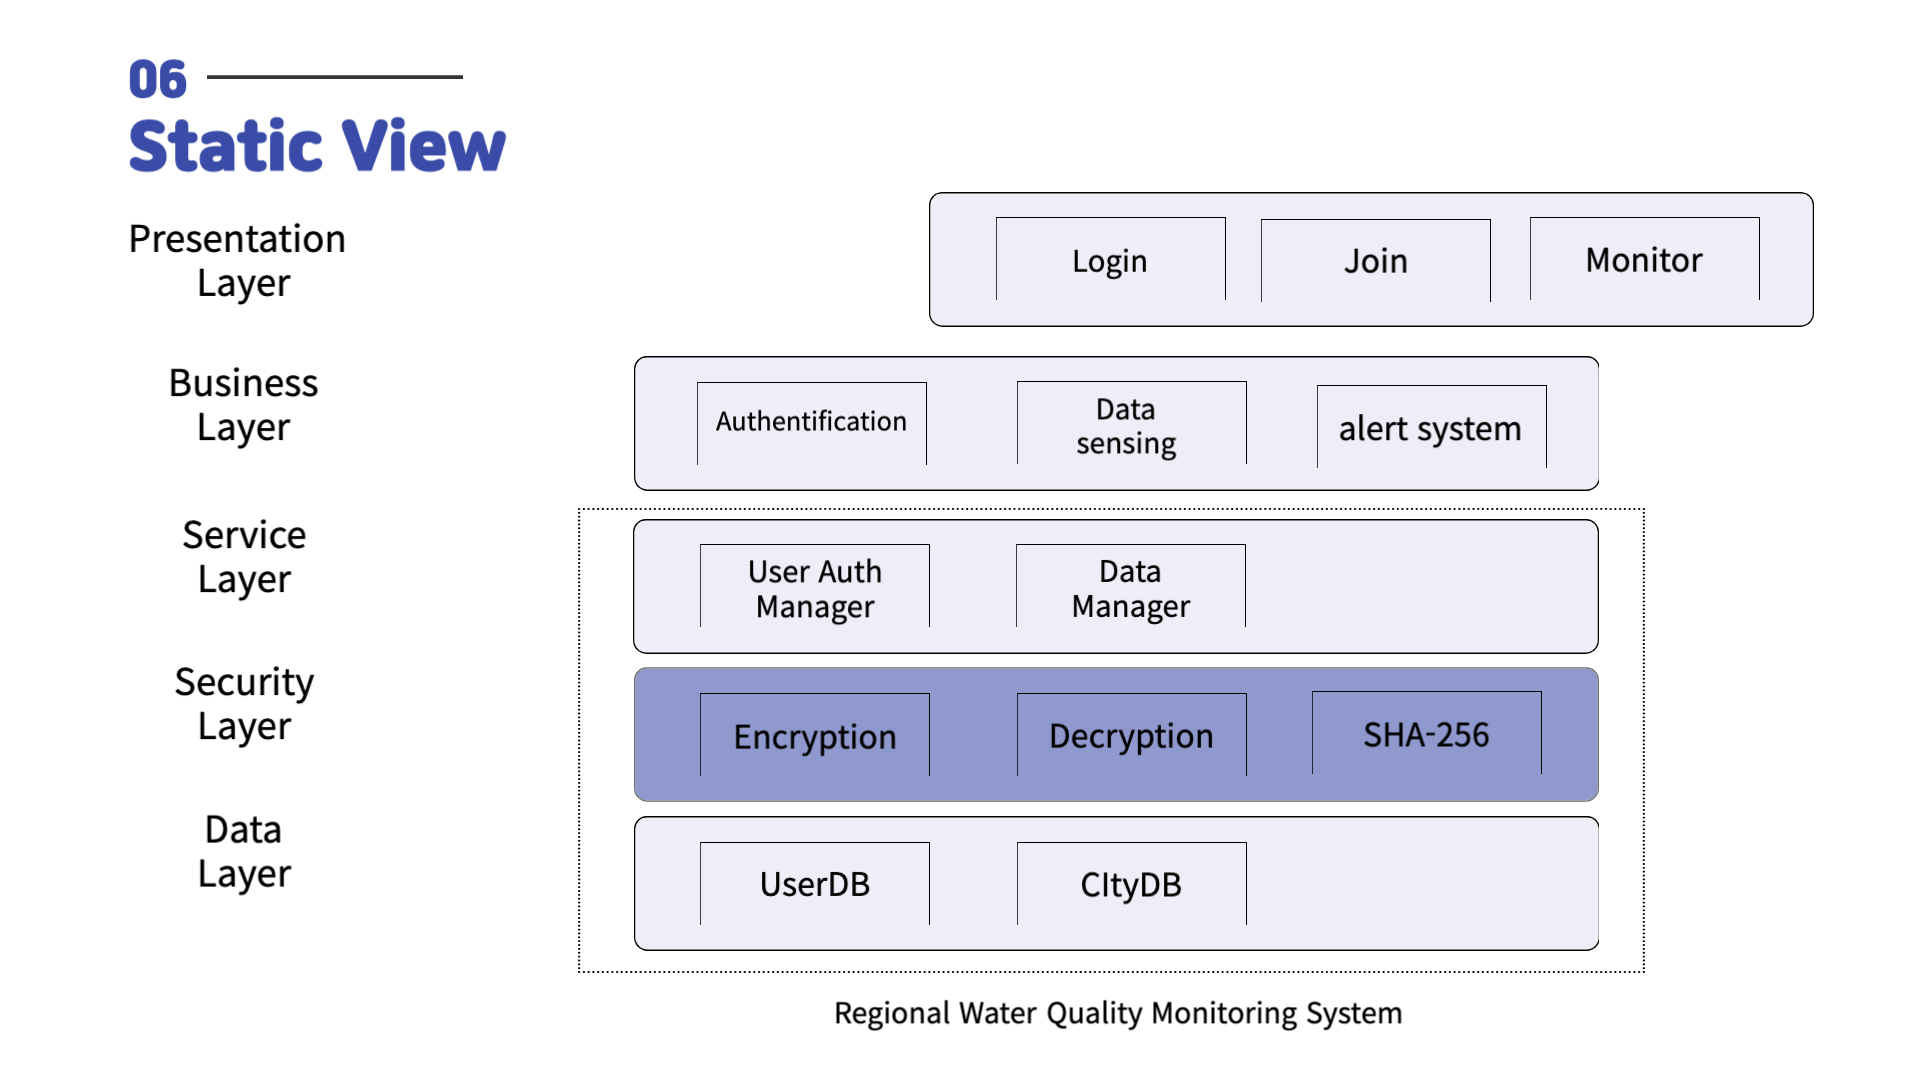 06
Static View
Presentation
Layer
Login
Join
Monitor
Business
Layer
Authentification
Data
sensing
alert system
Service
Layer
User Auth
Manager
Data
Manager
Security
Layer
Encryption
Decryption
SHA-256
Data
Layer
UserDB
CItyDB
Regional Water Quality Monitoring System